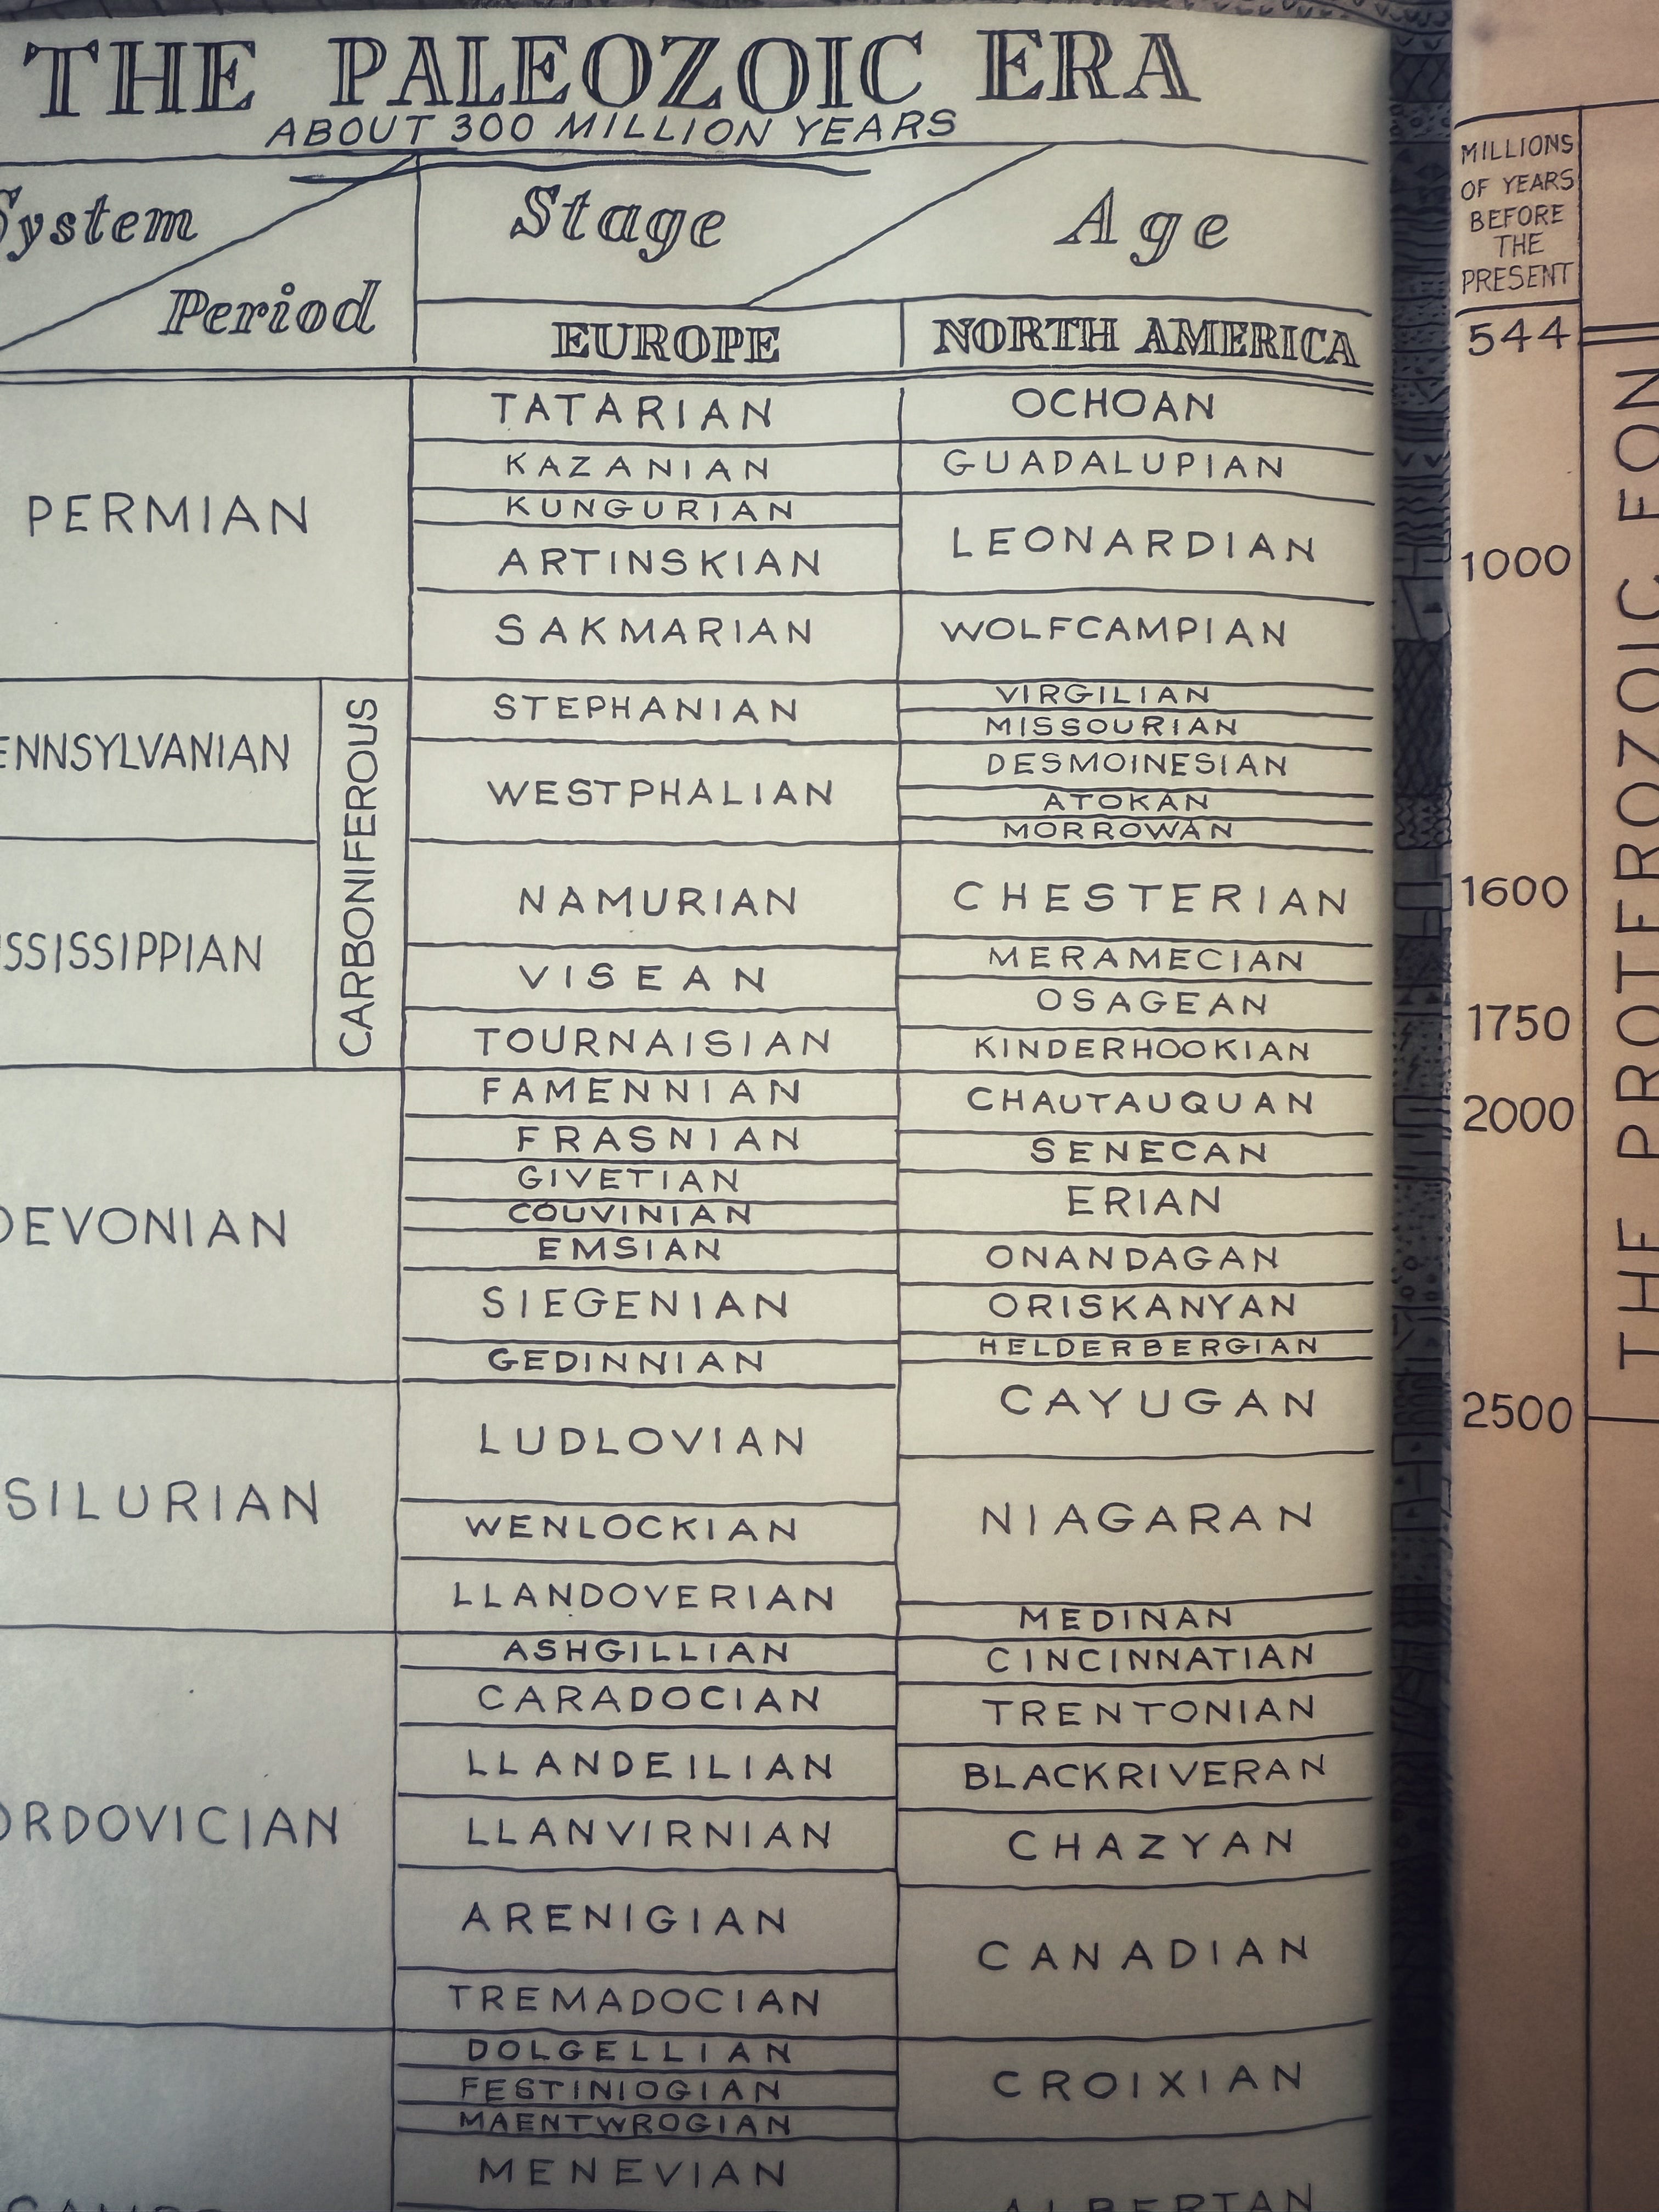 THE PALEOZOIC ERA
ABOUT 300 MILLION YEARS
System
Period
Stage
Age
EUROPE
NORTH AMERICA
PERMIAN
ENNSYLVANIAN
CARBONIFEROUS
SSISSIPPIAN
DEVONIAN
SILURIAN
ORDOVICIAN
TATARIAN
KAZANIAN
KUNGURIAN
ARTINSKIAN
SAKMARIAN
STEPHANIAN
WESTPHALIAN
NAMURIAN
VISEAN
TOURNAISIAN
FAMENNIAN
FRASNIAN
GIVETIAN
COUVINIAN
EMSIAN
SIEGENIAN
GEDINNIAN
LUDLOVIAN
WENLOCKIAN
LLANDOVERIAN
ASHGILLIAN
CARADOCIAN
LLANDEILIAN
LLANVIRNIAN
ARENIGIAN
TREMADOCIAN
DOLGELLIAN
FESTINIOGIAN
MAENTWROGIAN
MENEVIAN
OCHOAN
GUADALUPIAN
LEONARDIAN
WOLFCAMPIAN
VIRGILIAN
MISSOURIAN
DESMOINESIAN
ATOKAN
MORROWAN
CHESTERIAN
MERAMECIAN
OSAGEAN
KINDERHOOKIAN
CHAUTAUQUAN
SENECAN
ERIAN
ONANDAGAN
ORISKANYAN
HELDERBERGIAN
CAYUGAN
NIAGARAN
MEDINAN
CINCINNATIAN
TRENTONIAN
BLACKRIVERAN
CHAZYAN
CANADIAN
CROIXIAN
ALBERTAN
MILLIONS
OF YEARS
BEFORE
THE
PRESENT
544
1000
1600
1750
2000
2500
THE PROTEROZOIC EON